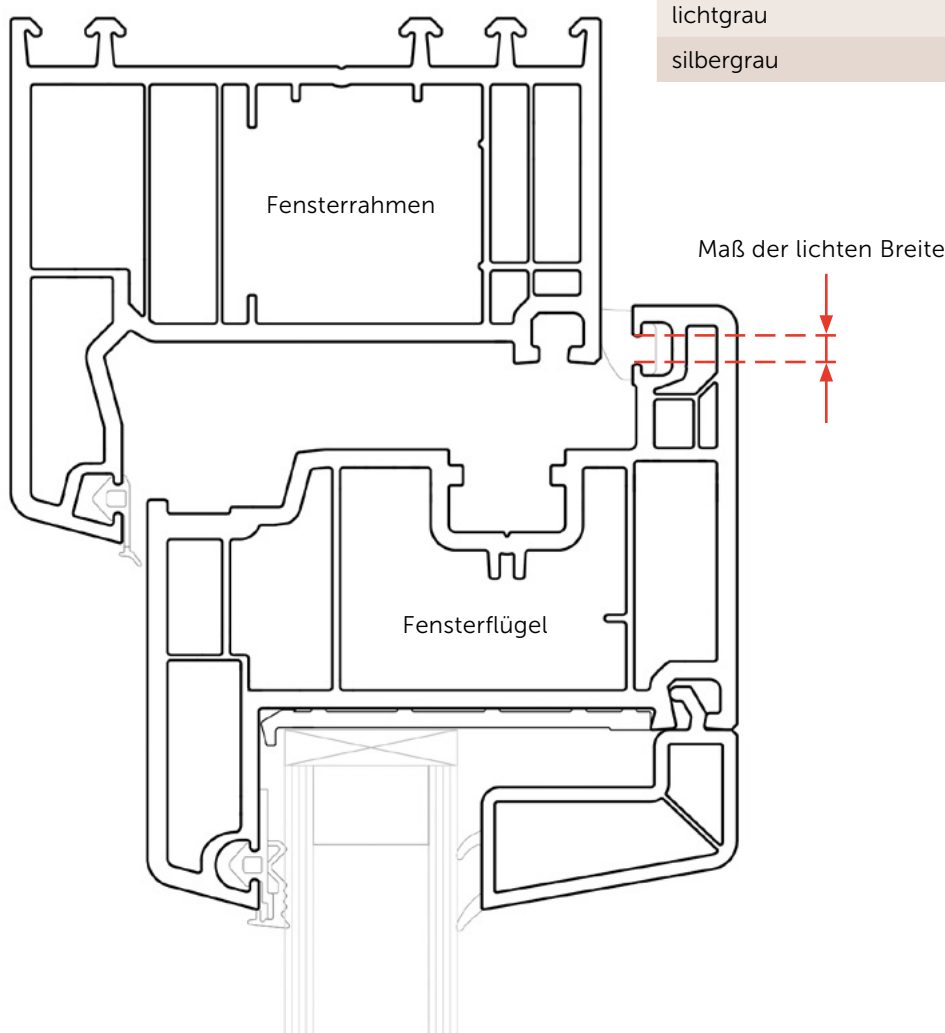 lichtgrau
silbergrau
Fensterrahmen
Maß der lichten Breite
Fensterflügel